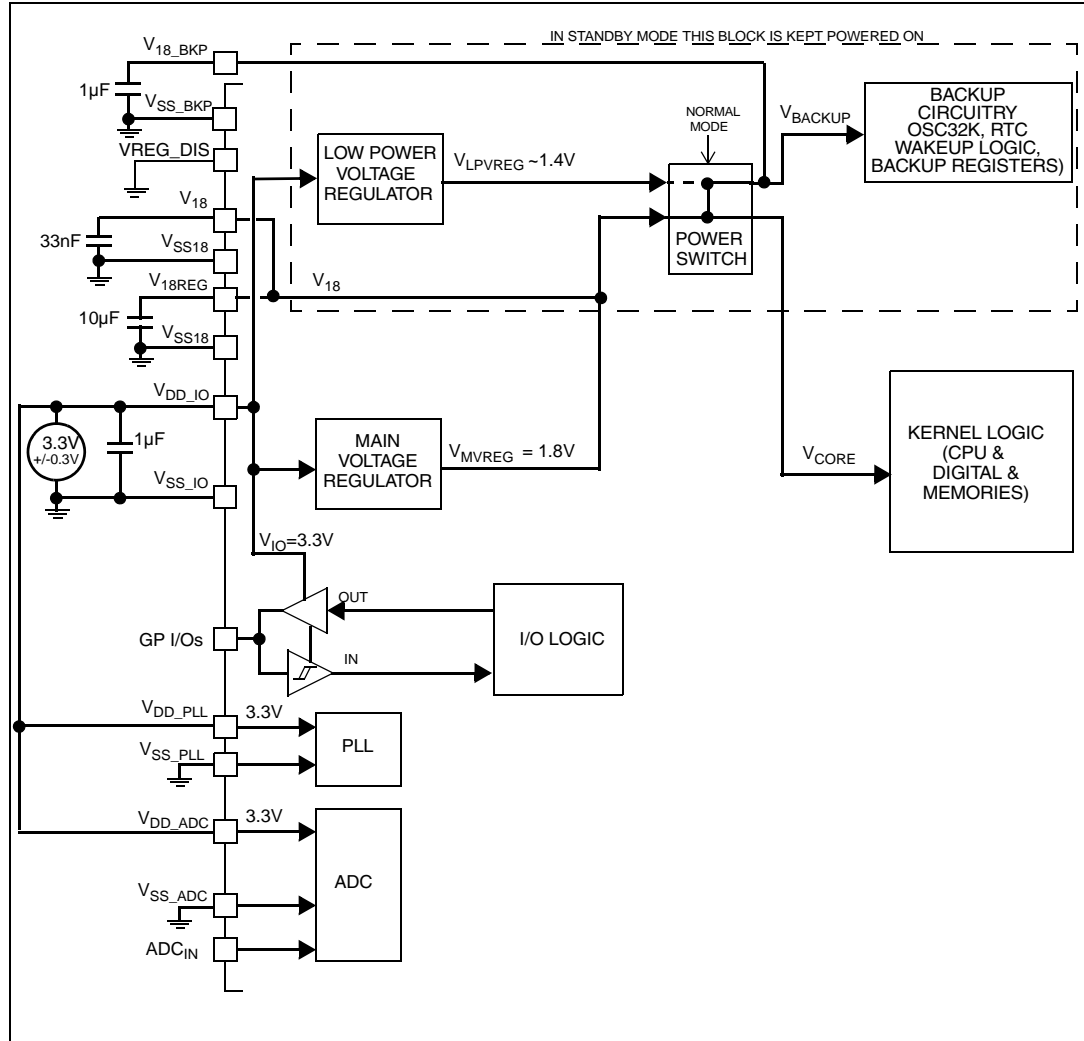 IN STANDBY MODE THIS BLOCK IS KEPT POWERED ON
V18_BKP
1µF
VSS_BKP
VREG_DIS
V18
33nF
VSS18
V18REG
10µF
VSS18
LOW POWER
VOLTAGE
REGULATOR
VLPVREG ~1.4V
NORMAL
MODE
POWER
SWITCH
VBACKUP
BACKUP
CIRCUITRY
OSC32K, RTC
WAKEUP LOGIC,
BACKUP REGISTERS)
V18
VDD_IO
3.3V
+/-0.3V
1µF
VSS_IO
MAIN
VOLTAGE
REGULATOR
VMVREG = 1.8V
VCORE
KERNEL LOGIC
(CPU &
DIGITAL &
MEMORIES)
VIO=3.3V
OUT
GP I/Os
IN
I/O LOGIC
VDD_PLL
3.3V
VSS_PLL
PLL
VDD_ADC
3.3V
VSS_ADC
ADCIN
ADC